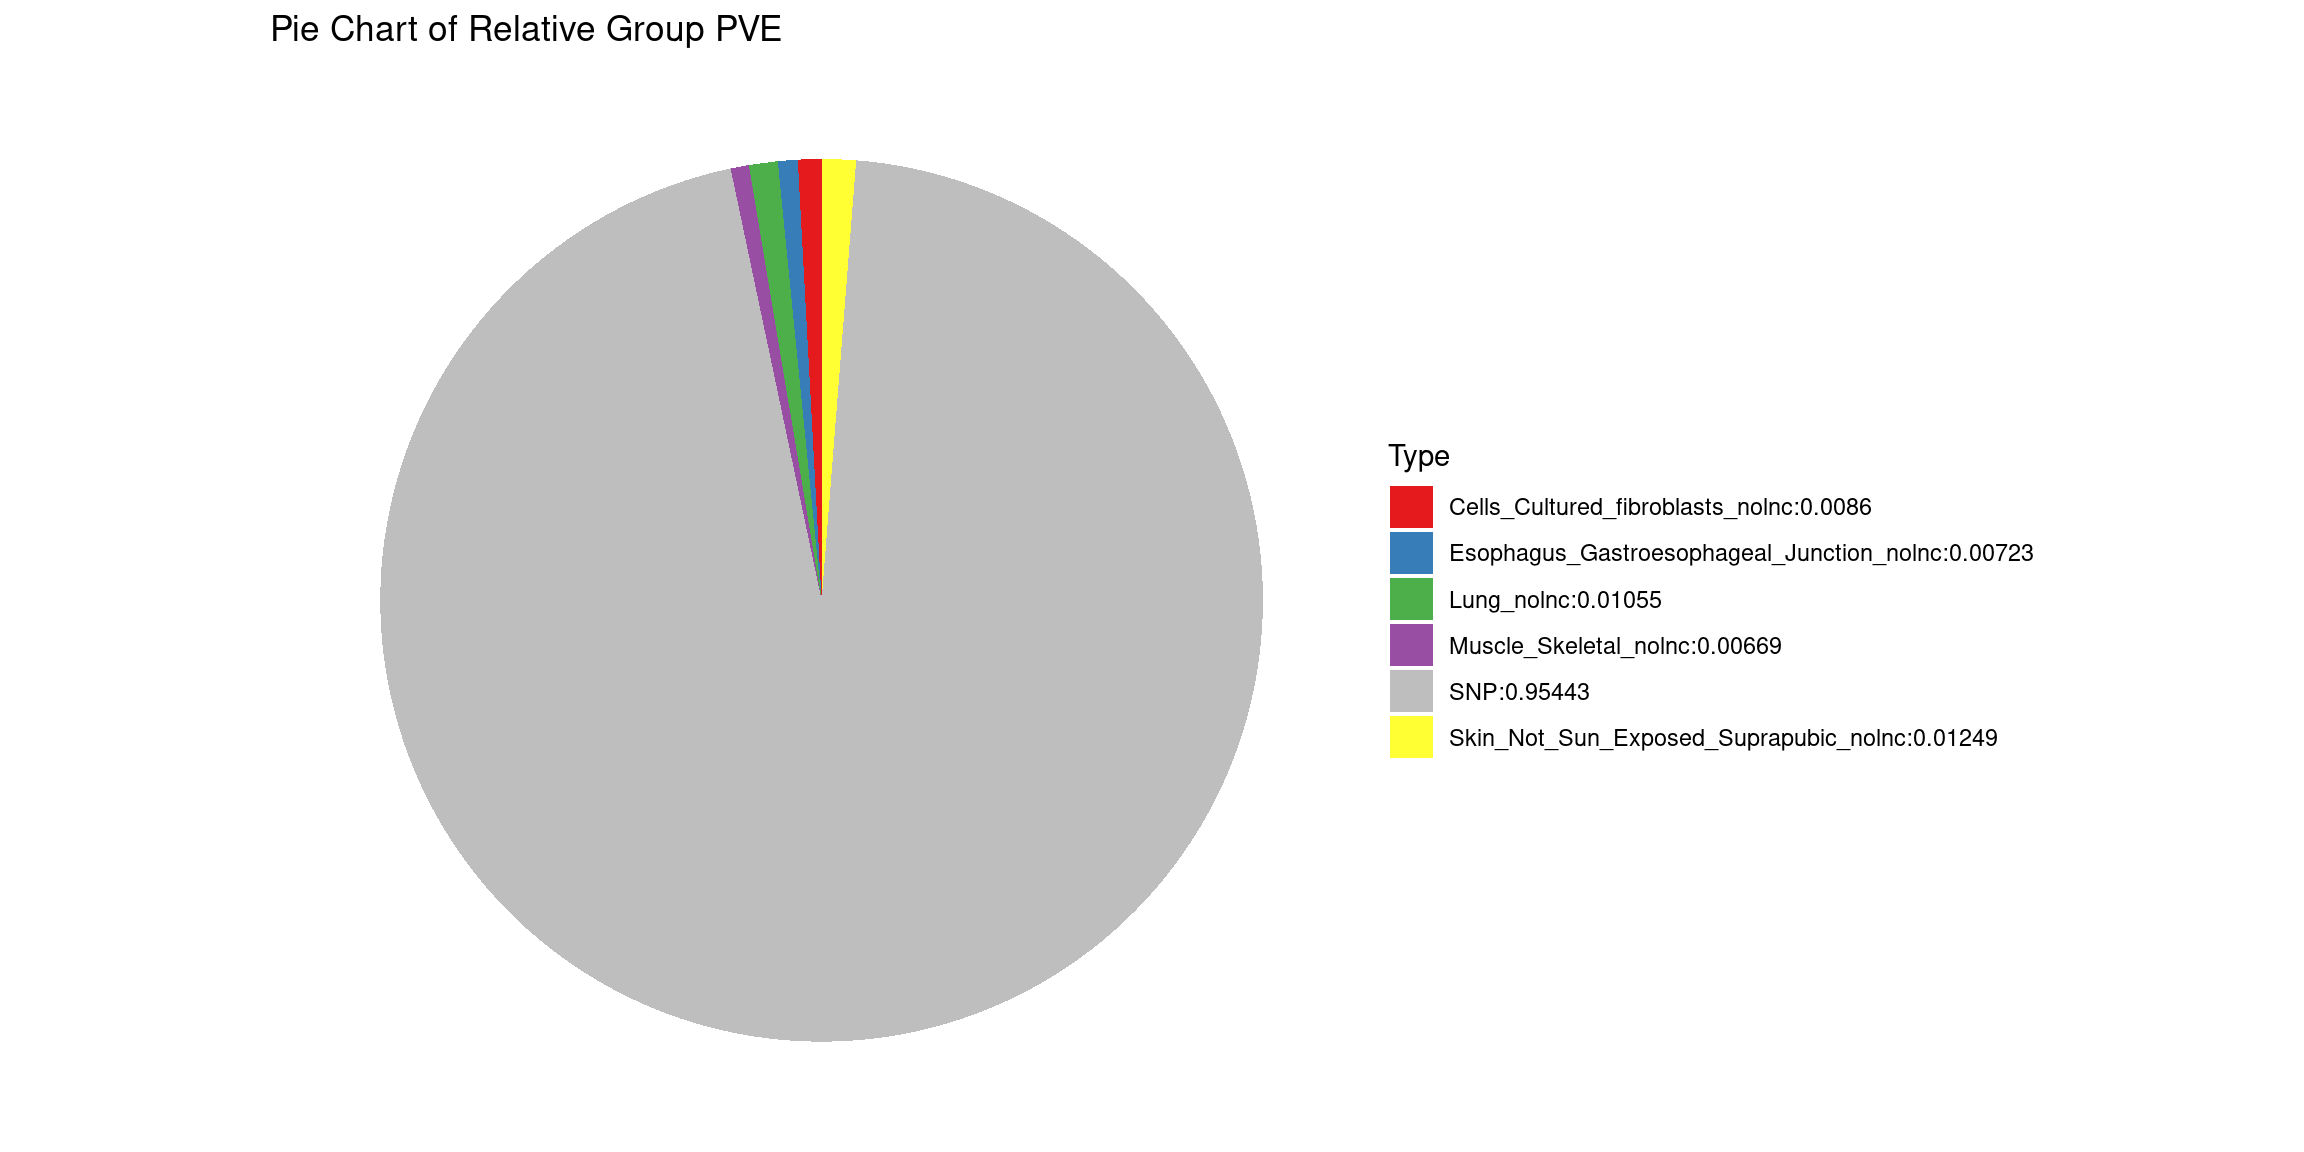 Pie Chart of Relative Group PVE
Type
Cells_Cultured_fibroblasts_nolnc:0.0086
Esophagus_Gastroesophageal_Junction_nolnc:0.00723
Lung_nolnc:0.01055
Muscle_Skeletal_nolnc:0.00669
SNP:0.95443
Skin_Not_Sun_Exposed_Suprapubic_nolnc:0.01249